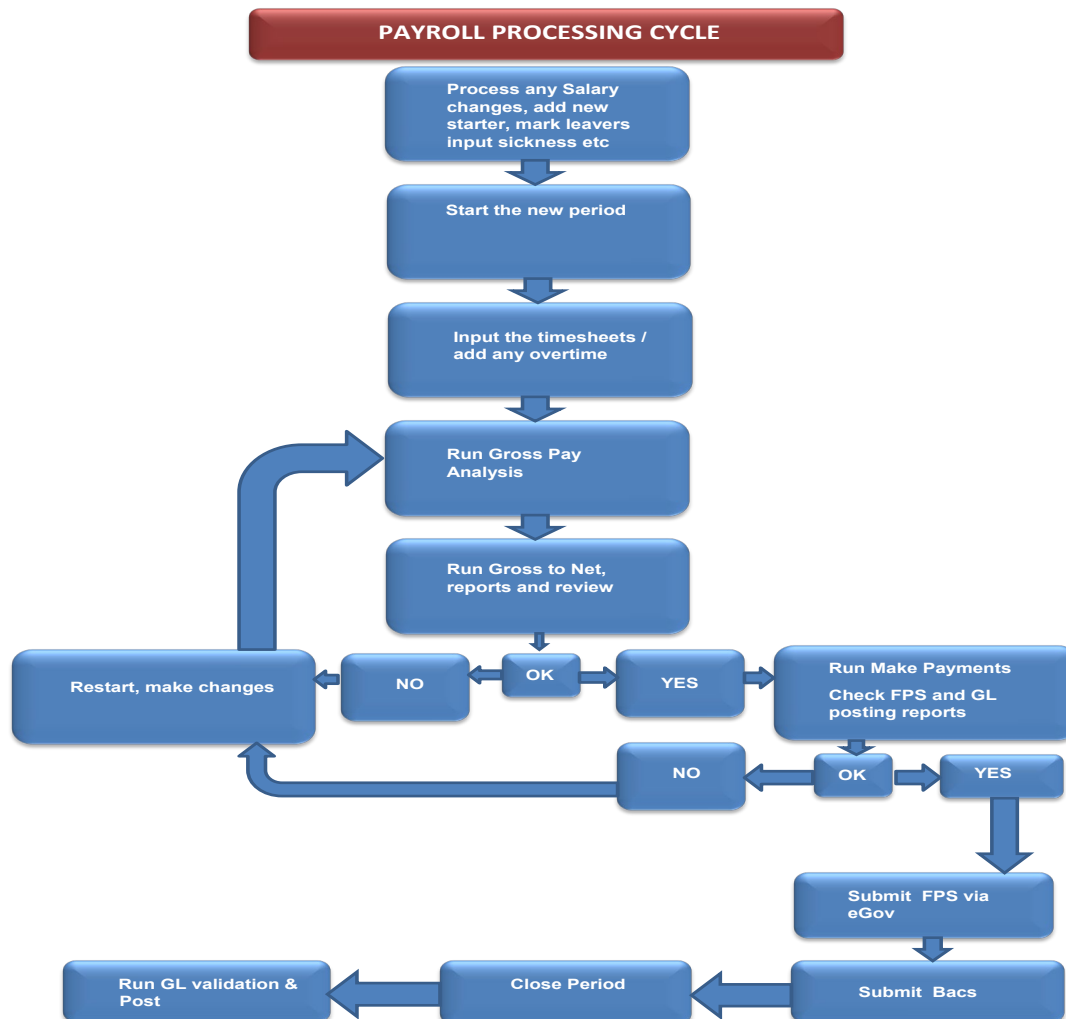 PAYROLL PROCESSING CYCLE
Process any Salary
changes, add new
starter, mark leavers
input sickness etc
Start the new period
Input the timesheets /
add any overtime
Run Gross Pay
Analysis
Run Gross to Net,
reports and review
Restart, make changes
NO
OK
YES
Run Make Payments
Check FPS and GL
posting reports
NO
OK
YES
Submit FPS via
eGov
Run GL validation &
Post
Close Period
Submit Bacs